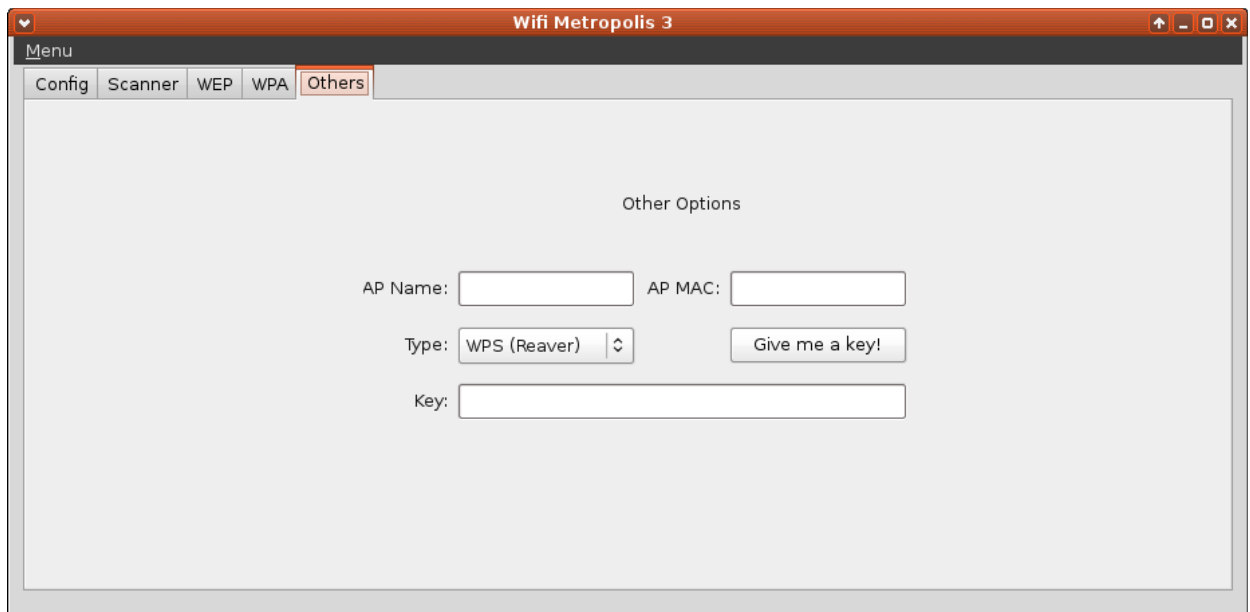 Wifi Metropolis 3
Menu
Config Scanner WEP WPA Others
Other Options
AP Name: AP MAC:
Type: WPS (Reaver) Give me a key!
Key: